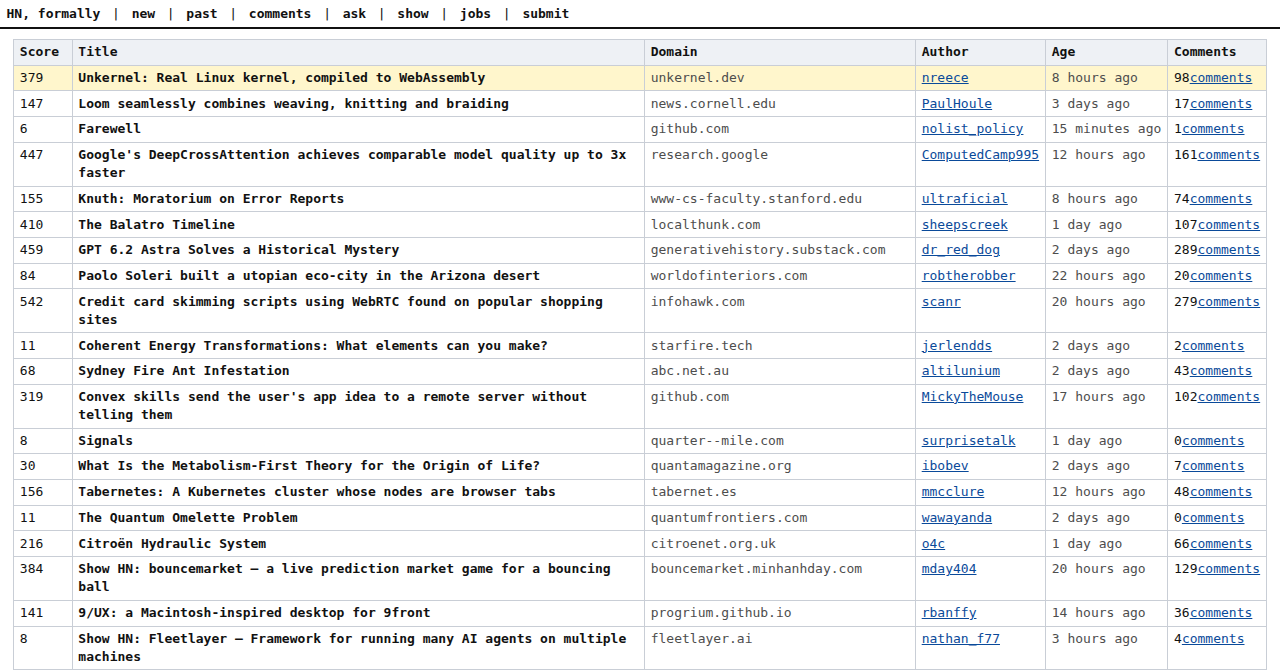 HN, formally | new | past | comments | ask | show | jobs | submit
Score Title Domain Author Age Comments
379 Unkernel: Real Linux kernel, compiled to WebAssembly unkernel.dev nreece 8 hours ago 98comments
147 Loom seamlessly combines weaving, knitting and braiding news.cornell.edu PaulHoule 3 days ago 17comments
6 Farewell github.com nolist_policy 15 minutes ago 1comments
447 Google's DeepCrossAttention achieves comparable model quality up to 3x research.google ComputedCamp995 12 hours ago 161comments
faster
155 Knuth: Moratorium on Error Reports www-cs-faculty.stanford.edu ultraficial 8 hours ago 74comments
410 The Balatro Timeline localthunk.com sheepscreek 1 day ago 107comments
459 GPT 6.2 Astra Solves a Historical Mystery generativehistory.substack.com dr_red_dog 2 days ago 289comments
84 Paolo Soleri built a utopian eco-city in the Arizona desert worldofinteriors.com robtherobber 22 hours ago 20comments
542 Credit card skimming scripts using WebRTC found on popular shopping infohawk.com scanr 20 hours ago 279comments
sites
11 Coherent Energy Transformations: What elements can you make? starfire.tech jerlendds 2 days ago 2comments
68 Sydney Fire Ant Infestation abc.net.au altilunium 2 days ago 43comments
319 Convex skills send the user's app idea to a remote server without github.com MickyTheMouse 17 hours ago 102comments
telling them
8 Signals quarter--mile.com surprisetalk 1 day ago 0comments
30 What Is the Metabolism-First Theory for the Origin of Life? quantamagazine.org ibobev 2 days ago 7comments
156 Tabernetes: A Kubernetes cluster whose nodes are browser tabs tabernet.es mmcclure 12 hours ago 48comments
11 The Quantum Omelette Problem quantumfrontiers.com wawayanda 2 days ago 0comments
216 Citroën Hydraulic System citroenet.org.uk o4c 1 day ago 66comments
384 Show HN: bouncemarket – a live prediction market game for a bouncing bouncemarket.minhanhday.com mday404 20 hours ago 129comments
ball
141 9/UX: a Macintosh-inspired desktop for 9front progrium.github.io rbanffy 14 hours ago 36comments
8 Show HN: Fleetlayer – Framework for running many AI agents on multiple fleetlayer.ai nathan_f77 3 hours ago 4comments
machines